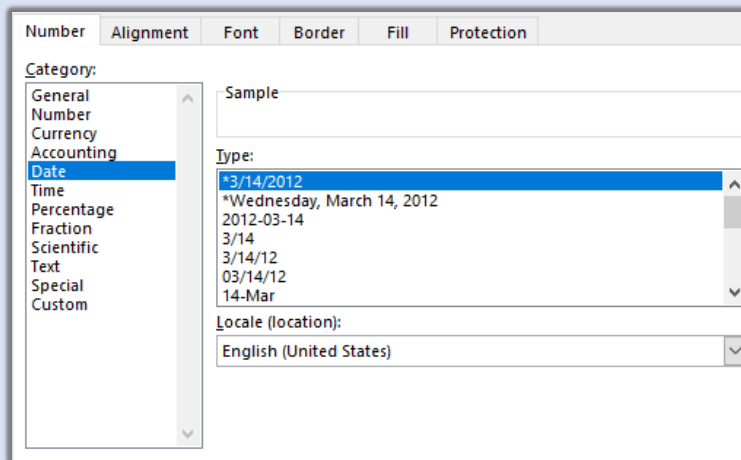 Number Alignment Font Border Fill Protection
Category:
General
Number
Currency
Accounting
Date
Time
Percentage
Fraction
Scientific
Text
Special
Custom
Sample
Type:
*3/14/2012
*Wednesday, March 14, 2012
2012-03-14
3/14
3/14/12
03/14/12
14-Mar
Locale (location):
English (United States)